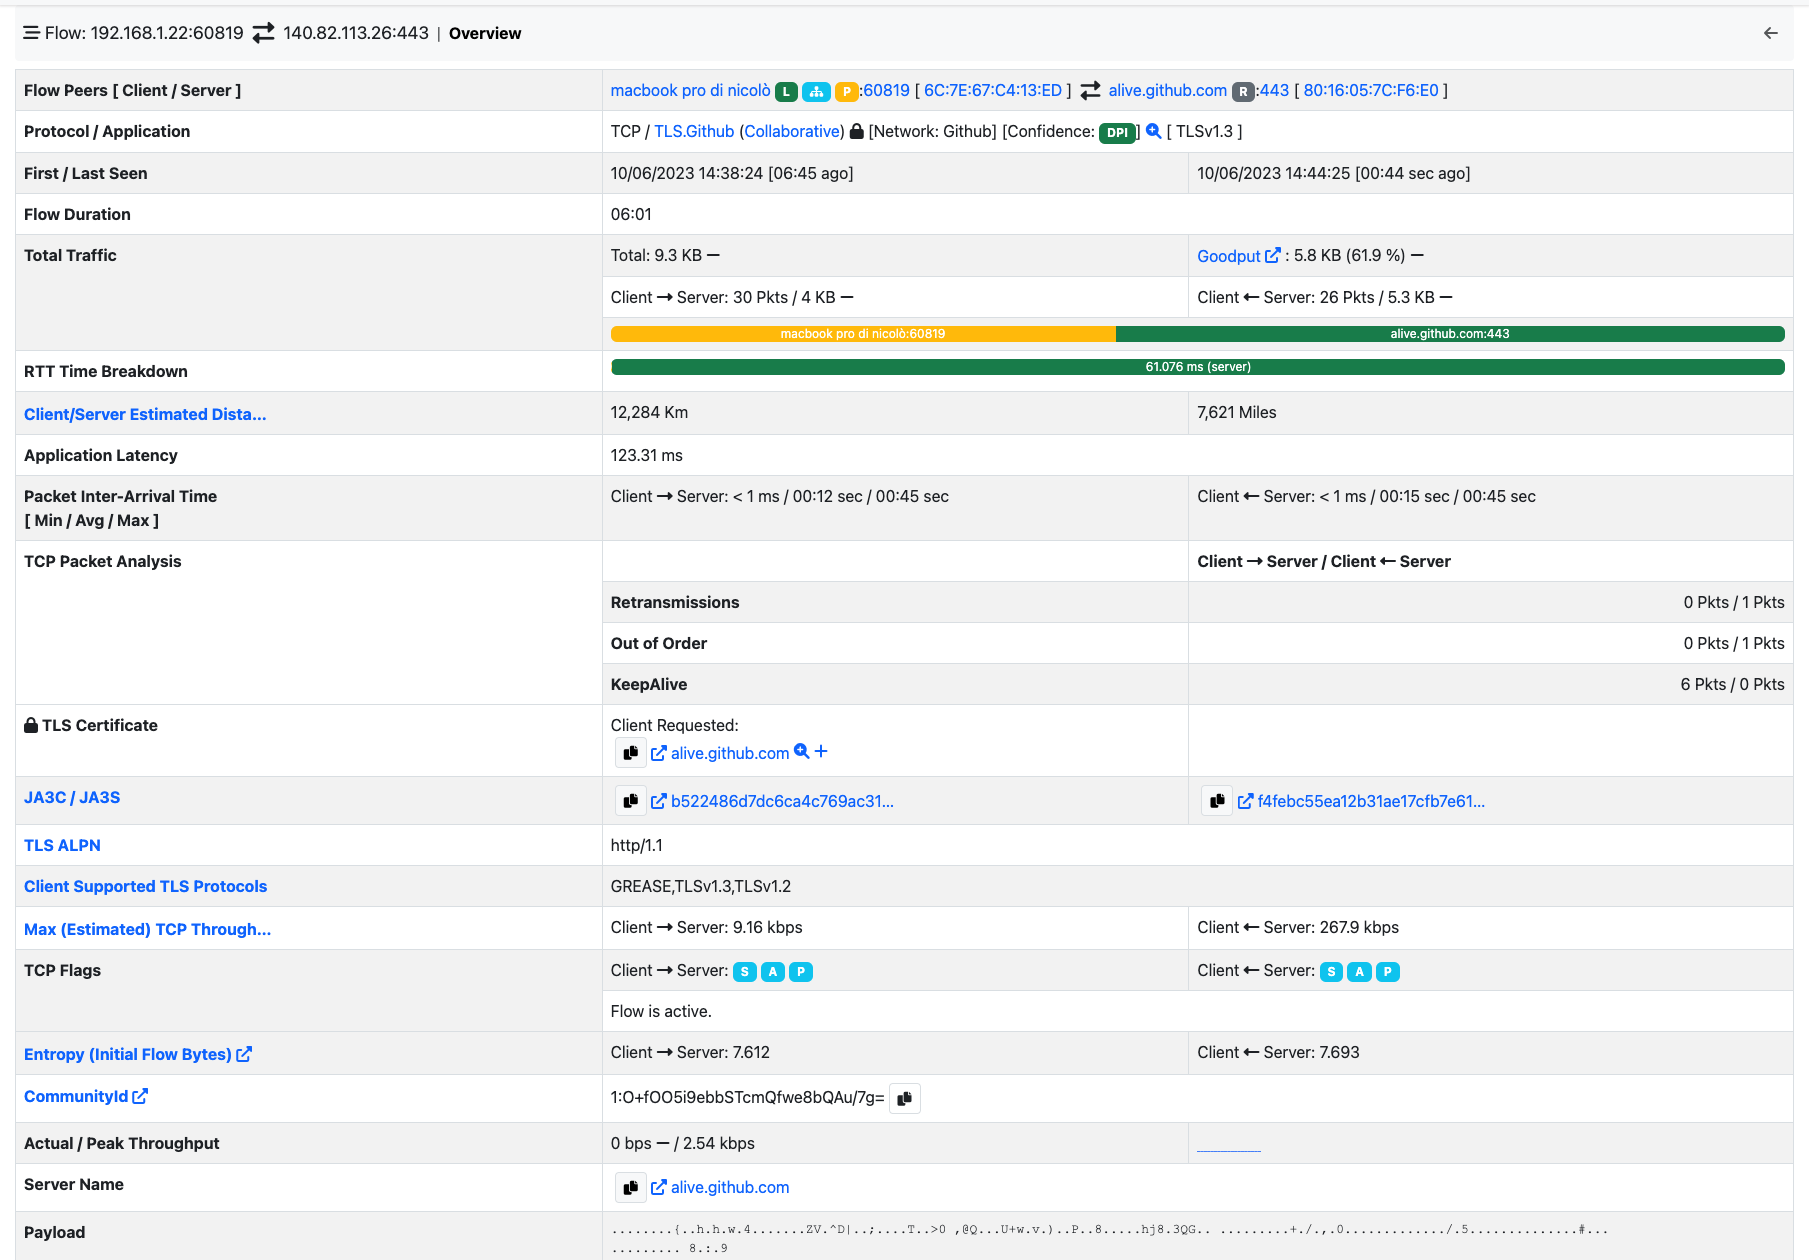 Flow: 192.168.1.22:60819 140.82.113.26:443 | Overview
Flow Peers [ Client / Server ]
macbook pro di nicolò L P :60819 [ 6C:7E:67:C4:13:ED ] alive.github.com R :443 [ 80:16:05:7C:F6:E0 ]
Protocol / Application
TCP / TLS.Github (Collaborative) [Network: Github] [Confidence: DPI] [ TLSv1.3 ]
First / Last Seen
10/06/2023 14:38:24 [06:45 ago]
10/06/2023 14:44:25 [00:44 sec ago]
Flow Duration
06:01
Total Traffic
Total: 9.3 KB —
Goodput : 5.8 KB (61.9 %) —
Client → Server: 30 Pkts / 4 KB —
Client ← Server: 26 Pkts / 5.3 KB —
macbook pro di nicolò:60819
alive.github.com:443
RTT Time Breakdown
61.076 ms (server)
Client/Server Estimated Dista...
12,284 Km
7,621 Miles
Application Latency
123.31 ms
Packet Inter-Arrival Time
[ Min / Avg / Max ]
Client → Server: < 1 ms / 00:12 sec / 00:45 sec
Client ← Server: < 1 ms / 00:15 sec / 00:45 sec
TCP Packet Analysis
Client → Server / Client ← Server
Retransmissions
0 Pkts / 1 Pkts
Out of Order
0 Pkts / 1 Pkts
KeepAlive
6 Pkts / 0 Pkts
TLS Certificate
Client Requested:
alive.github.com
JA3C / JA3S
b522486d7dc6ca4c769ac31...
f4febc55ea12b31ae17cfb7e61...
TLS ALPN
http/1.1
Client Supported TLS Protocols
GREASE,TLSv1.3,TLSv1.2
Max (Estimated) TCP Through...
Client → Server: 9.16 kbps
Client ← Server: 267.9 kbps
TCP Flags
Client → Server: S A P
Client ← Server: S A P
Flow is active.
Entropy (Initial Flow Bytes)
Client → Server: 7.612
Client ← Server: 7.693
CommunityId
1:O+fOO5i9ebbSTcmQfwe8bQAu/7g=
Actual / Peak Throughput
0 bps — / 2.54 kbps
Server Name
alive.github.com
Payload
........{..h.h.w.4.......ZV.^D|..;....T..>0 ,@Q...U+w.v.)..P..8.....hj8.3QG.. .........+./.,.0............./.5..............#...
......... 8.:.9